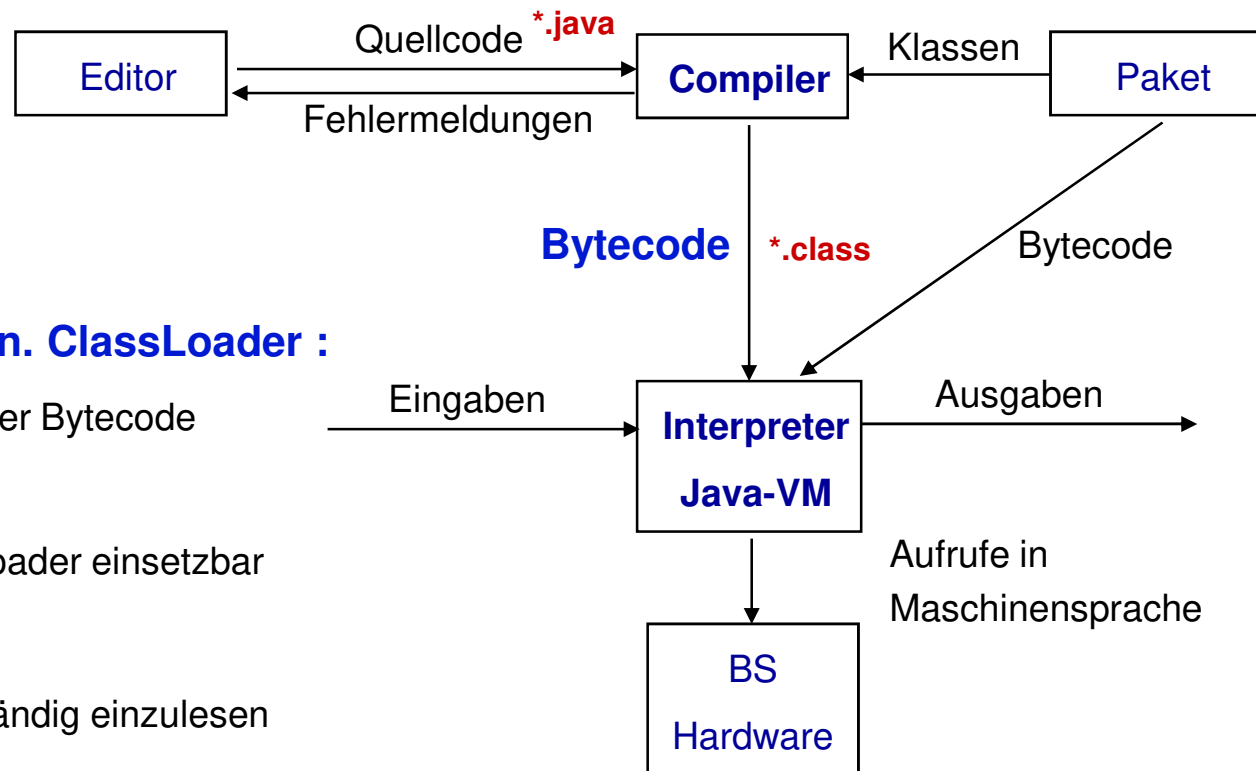 Quellcode *.java
Editor
Compiler
Klassen
Paket
Fehlermeldungen
Bytecode *.class
Bytecode
n. ClassLoader :
er Bytecode
Eingaben
Interpreter
Java-VM
Ausgaben
oader einsetzbar
Aufrufe in
Maschinensprache
ändig einzulesen
BS
Hardware